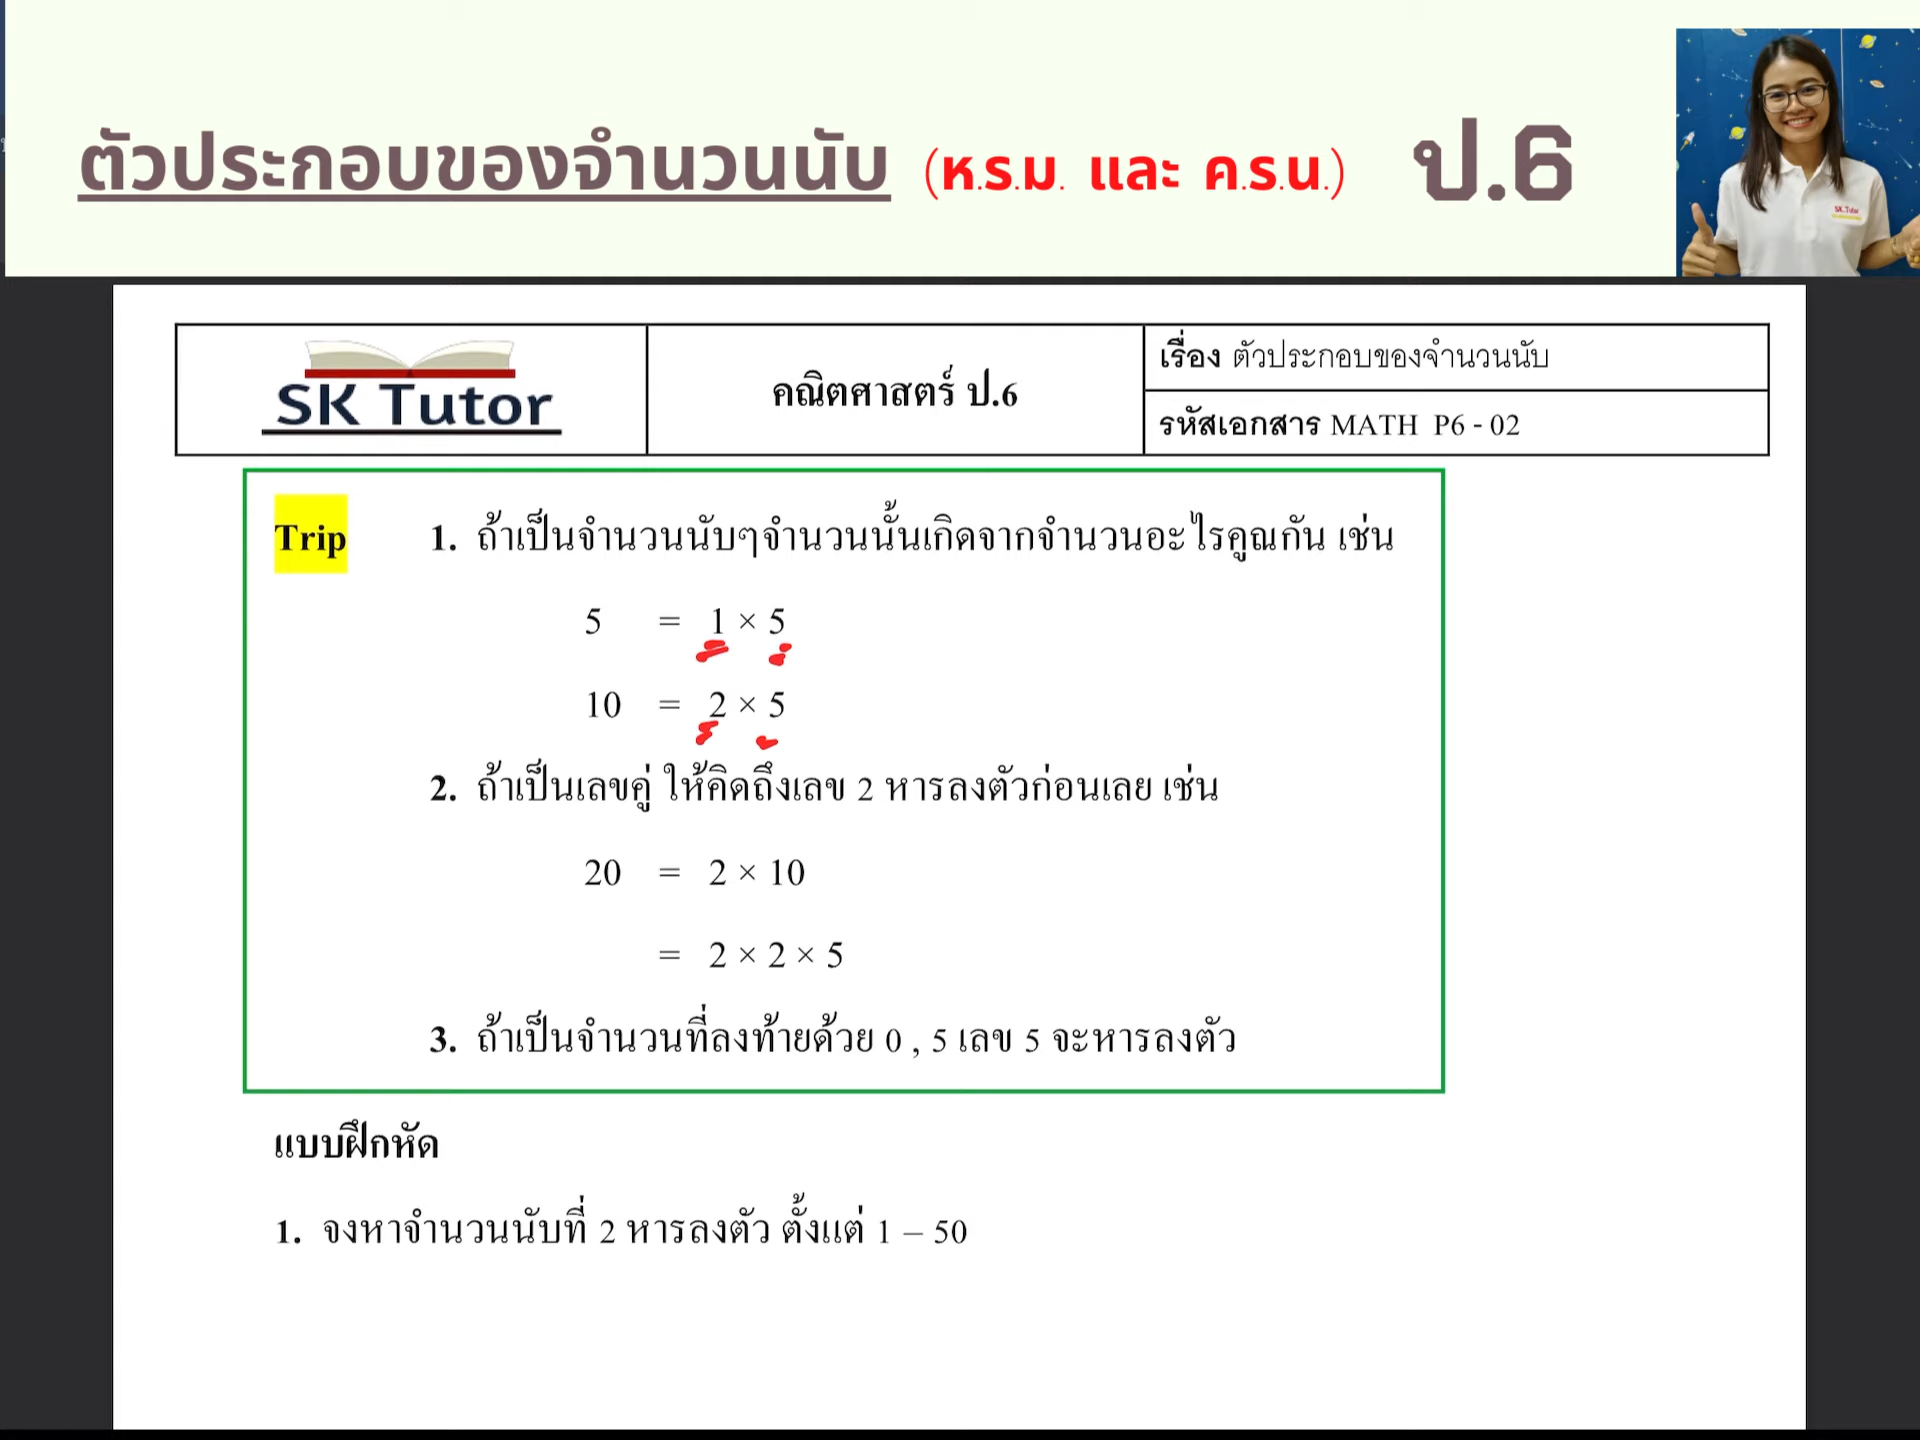 ตัวประกอบของจำนวนนับ (ห.ร.ม. และ ค.ร.น.) ป.6
SK Tutor
คณิตศาสตร์ ป.6
เรื่อง ตัวประกอบของจำนวนนับ
รหัสเอกสาร MATH P6 - 02
Trip 1. ถ้าเป็นจำนวนนับๆจำนวนนั้นเกิดจากจำนวนอะไรคูณกัน เช่น
5 = 1 × 5
10 = 2 × 5
2. ถ้าเป็นเลขคู่ ให้คิดถึงเลข 2 หารลงตัวก่อนเลย เช่น
20 = 2 × 10
= 2 × 2 × 5
3. ถ้าเป็นจำนวนที่ลงท้ายด้วย 0 , 5 เลข 5 จะหารลงตัว
แบบฝึกหัด
1. จงหาจำนวนนับที่ 2 หารลงตัว ตั้งแต่ 1 – 50
SK.Tutor